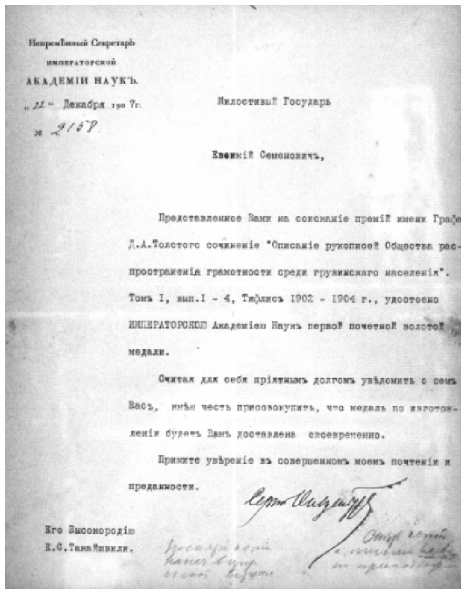 Непремѣнный Секретарь
ИМПЕРАТОРСКОЙ
АКАДЕМІИ НАУКЪ.
„22“ Декабря 1907г.
№ 2158
Милостивый Государь
Евѳимій Семеновичъ,
Представленное Вами на соисканіе премій имени Графа
Д.А.Толстого сочиненіе "Описаніе рукописей Общества рас-
пространенія грамотности среди грузинскаго населенія".
Томъ I, вып.I - 4, Тифлисъ 1902 - 1904 г., удостоено
ИМПЕРАТОРСКОЮ Академіею Наукъ первой почетной золотой
медали.
Считая для себя пріятнымъ долгомъ увѣдомить о семъ
Васъ, имѣю честь присовокупить, что медаль по изготов-
леніи будетъ Вамъ доставлена своевременно.
Примите увѣреніе въ совершенномъ моемъ почтеніи и
преданности.
Его Высокородію
Е.С.Такайшвили.